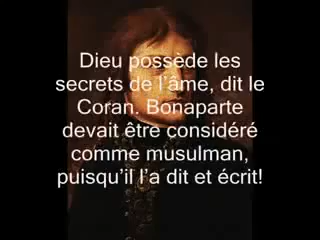 Dieu possède les
secrets de l'âme, dit le
Coran. Bonaparte
devait être considéré
comme musulman,
puisqu'il l'a dit et écrit!